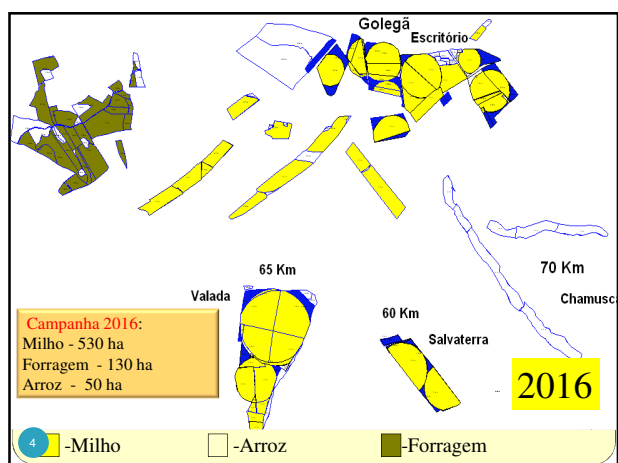 Golegã
Escritório
65 Km
Valada
60 Km
Salvaterra
70 Km
Chamusca
Campanha 2016:
Milho - 530 ha
Forragem - 130 ha
Arroz - 50 ha
2016
4
-Milho
-Arroz
-Forragem